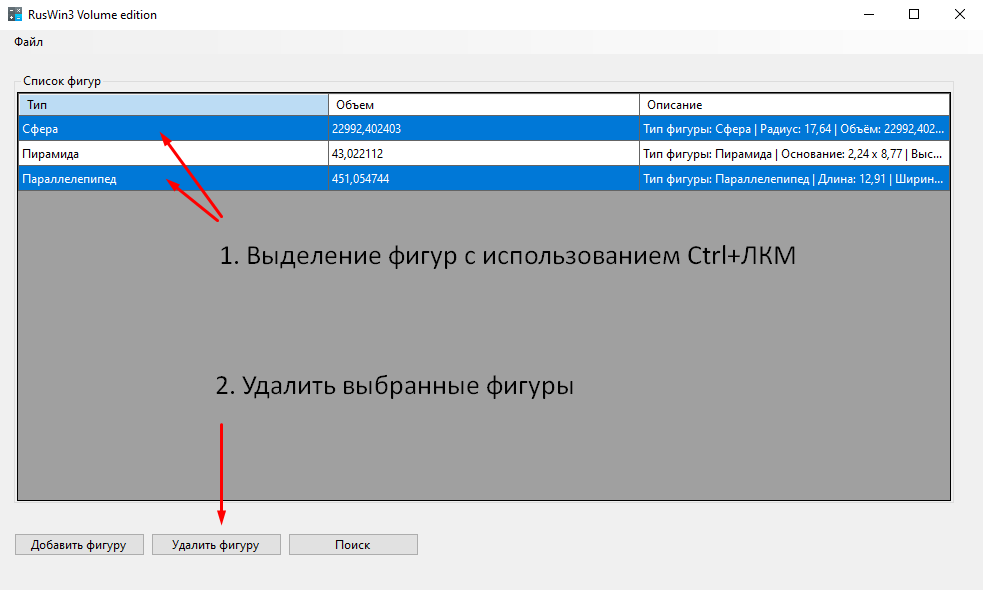 RusWin3 Volume edition
Файл
Список фигур
Тип Объем Описание
Сфера 22992,402403 Тип фигуры: Сфера | Радиус: 17,64 | Объём: 22992,402...
Пирамида 43,022112 Тип фигуры: Пирамида | Основание: 2,24 x 8,77 | Выс...
Параллелепипед 451,054744 Тип фигуры: Параллелепипед | Длина: 12,91 | Ширин...
1. Выделение фигур с использованием Ctrl+ЛКМ
2. Удалить выбранные фигуры
Добавить фигуру Удалить фигуру Поиск